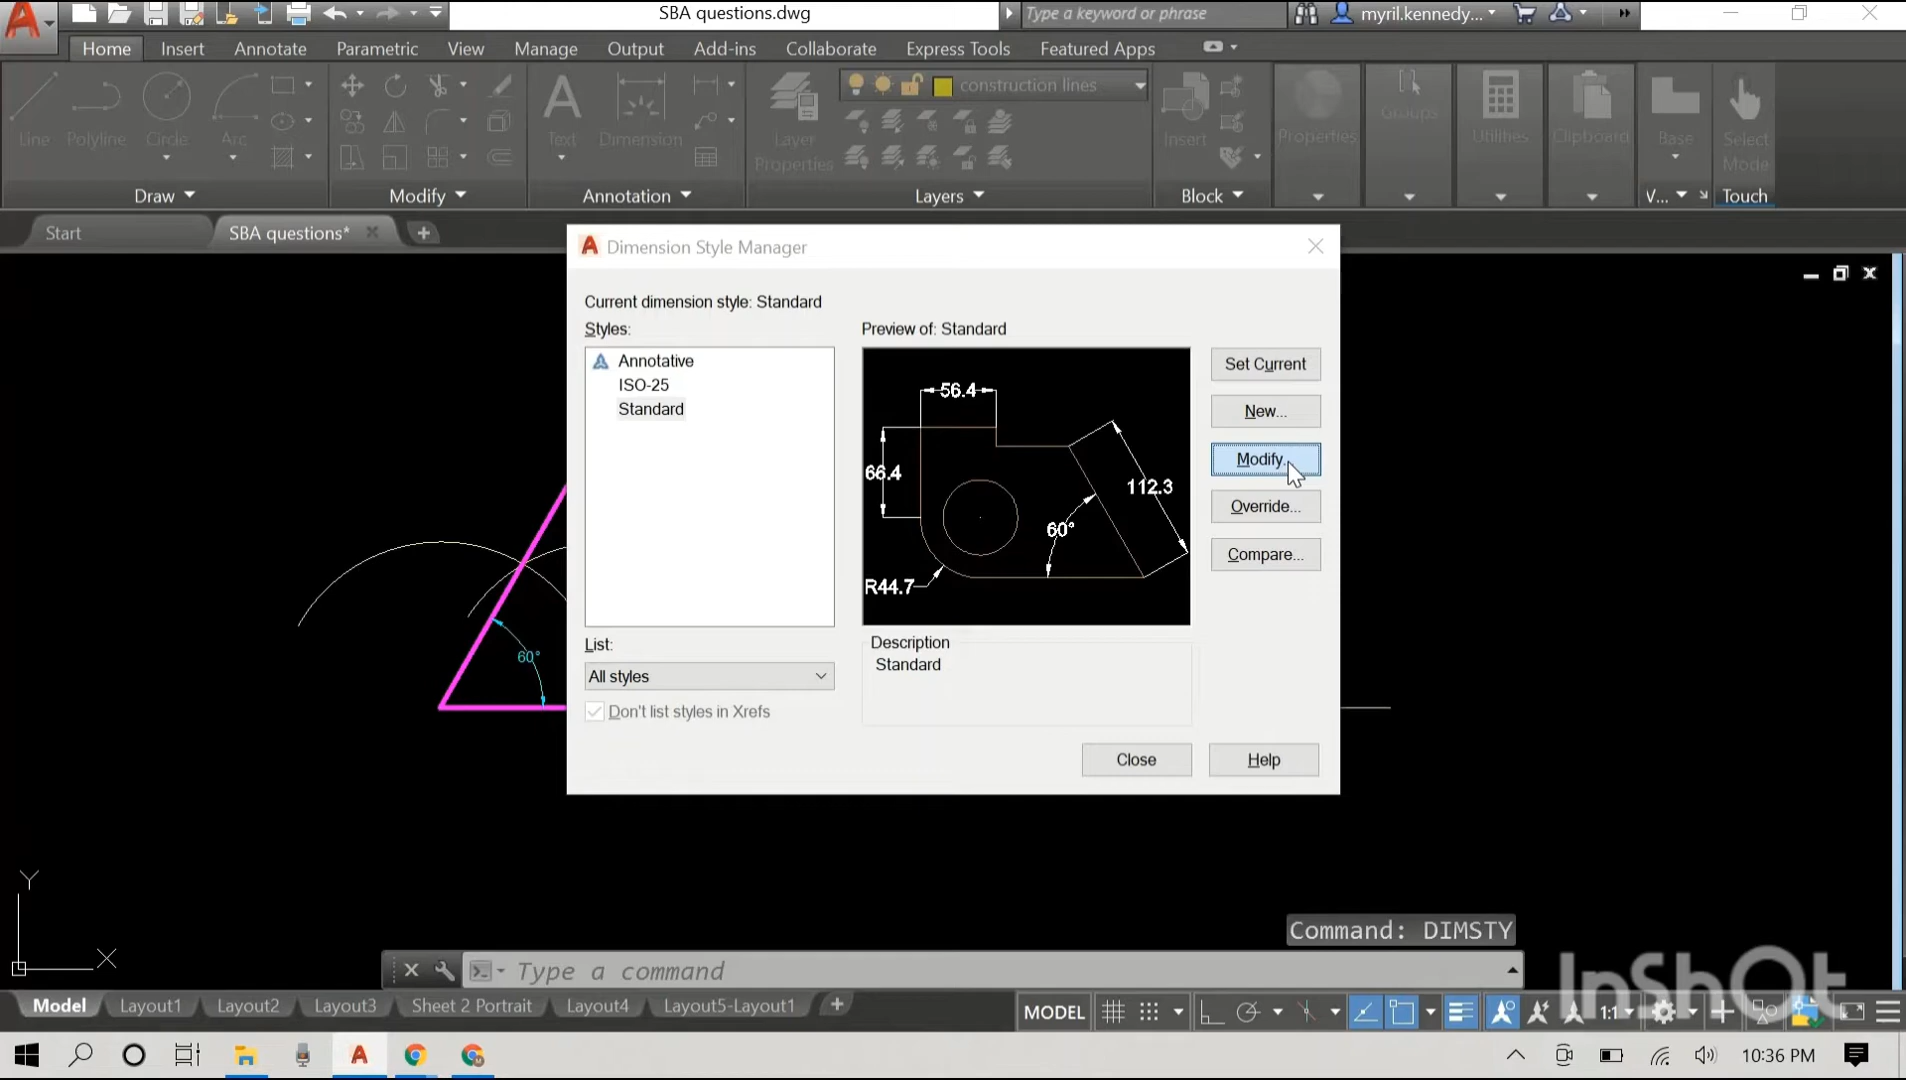 SBA questions.dwg
Type a keyword or phrase
myril.kennedy...
Home Insert Annotate Parametric View Manage Output Add-ins Collaborate Express Tools Featured Apps
construction lines
Line Polyline Circle Arc Text Dimension Layer Properties Insert Properties Groups Utilities Clipboard Base Select Mode
Draw Modify Annotation Layers Block V... Touch
Start SBA questions*
Dimension Style Manager
Current dimension style: Standard
Styles:
Preview of: Standard
Annotative
ISO-25
Standard
56.4
66.4
112.3
60°
R44.7
Set Current
New...
Modify...
Override...
Compare...
60°
List:
All styles
Don't list styles in Xrefs
Description
Standard
Close Help
Y
X
Command: DIMSTY
Type a command
InShOt
Model Layout1 Layout2 Layout3 Sheet 2 Portrait Layout4 Layout5-Layout1
MODEL 1:1
10:36 PM